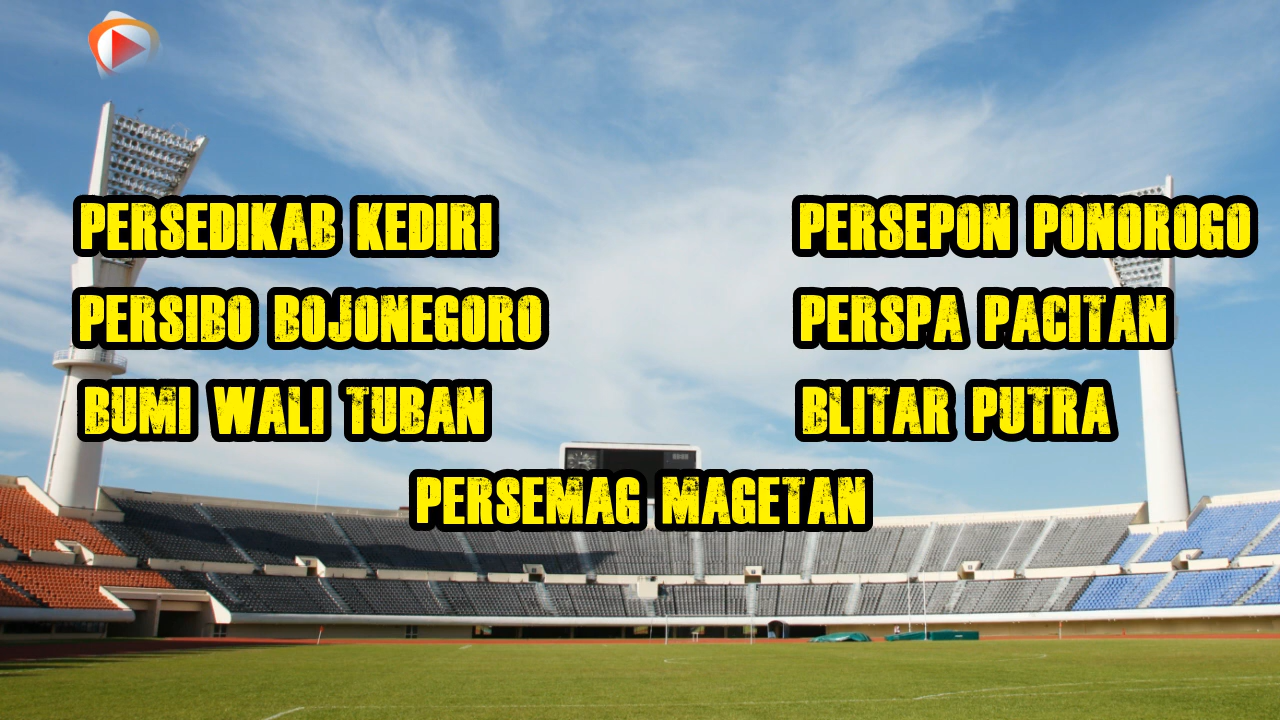 PERSEDIKAB KEDIRI
PERSIBO BOJONEGORO
BUMI WALI TUBAN
PERSEPON PONOROGO
PERSPA PACITAN
BLITAR PUTRA
PERSEMAG MAGETAN